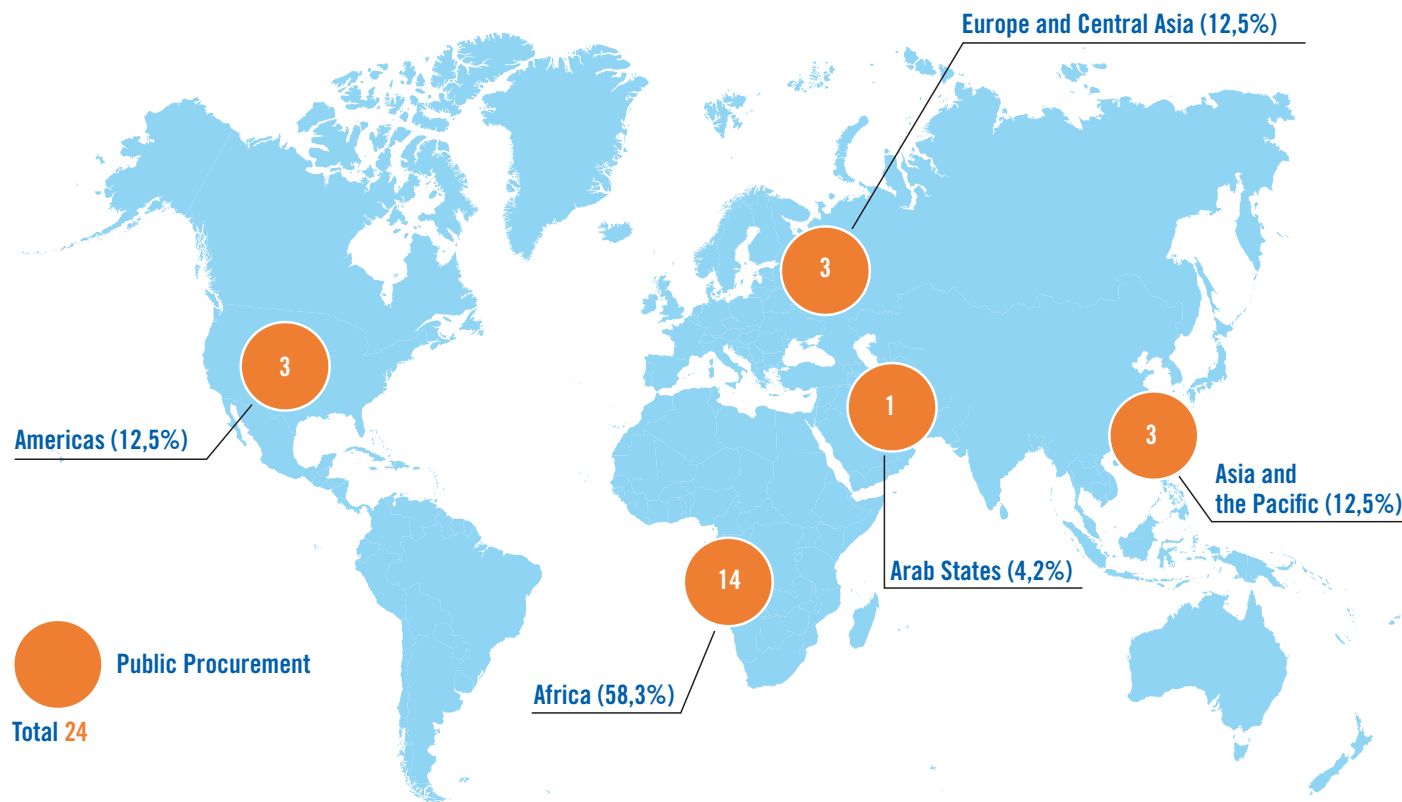 Europe and Central Asia (12,5%)
3
3
1
3
Americas (12,5%)
Asia and
the Pacific (12,5%)
14
Arab States (4,2%)
Public Procurement
Africa (58,3%)
Total 24